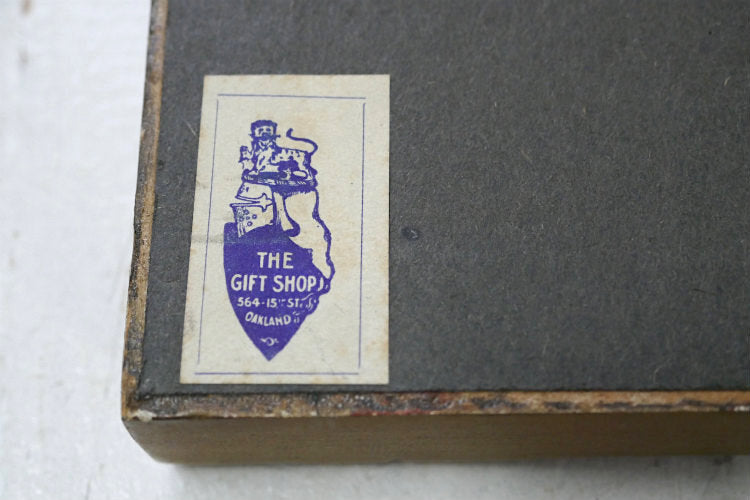 THE
GIFT SHOP
564-15TH ST.
OAKLAND